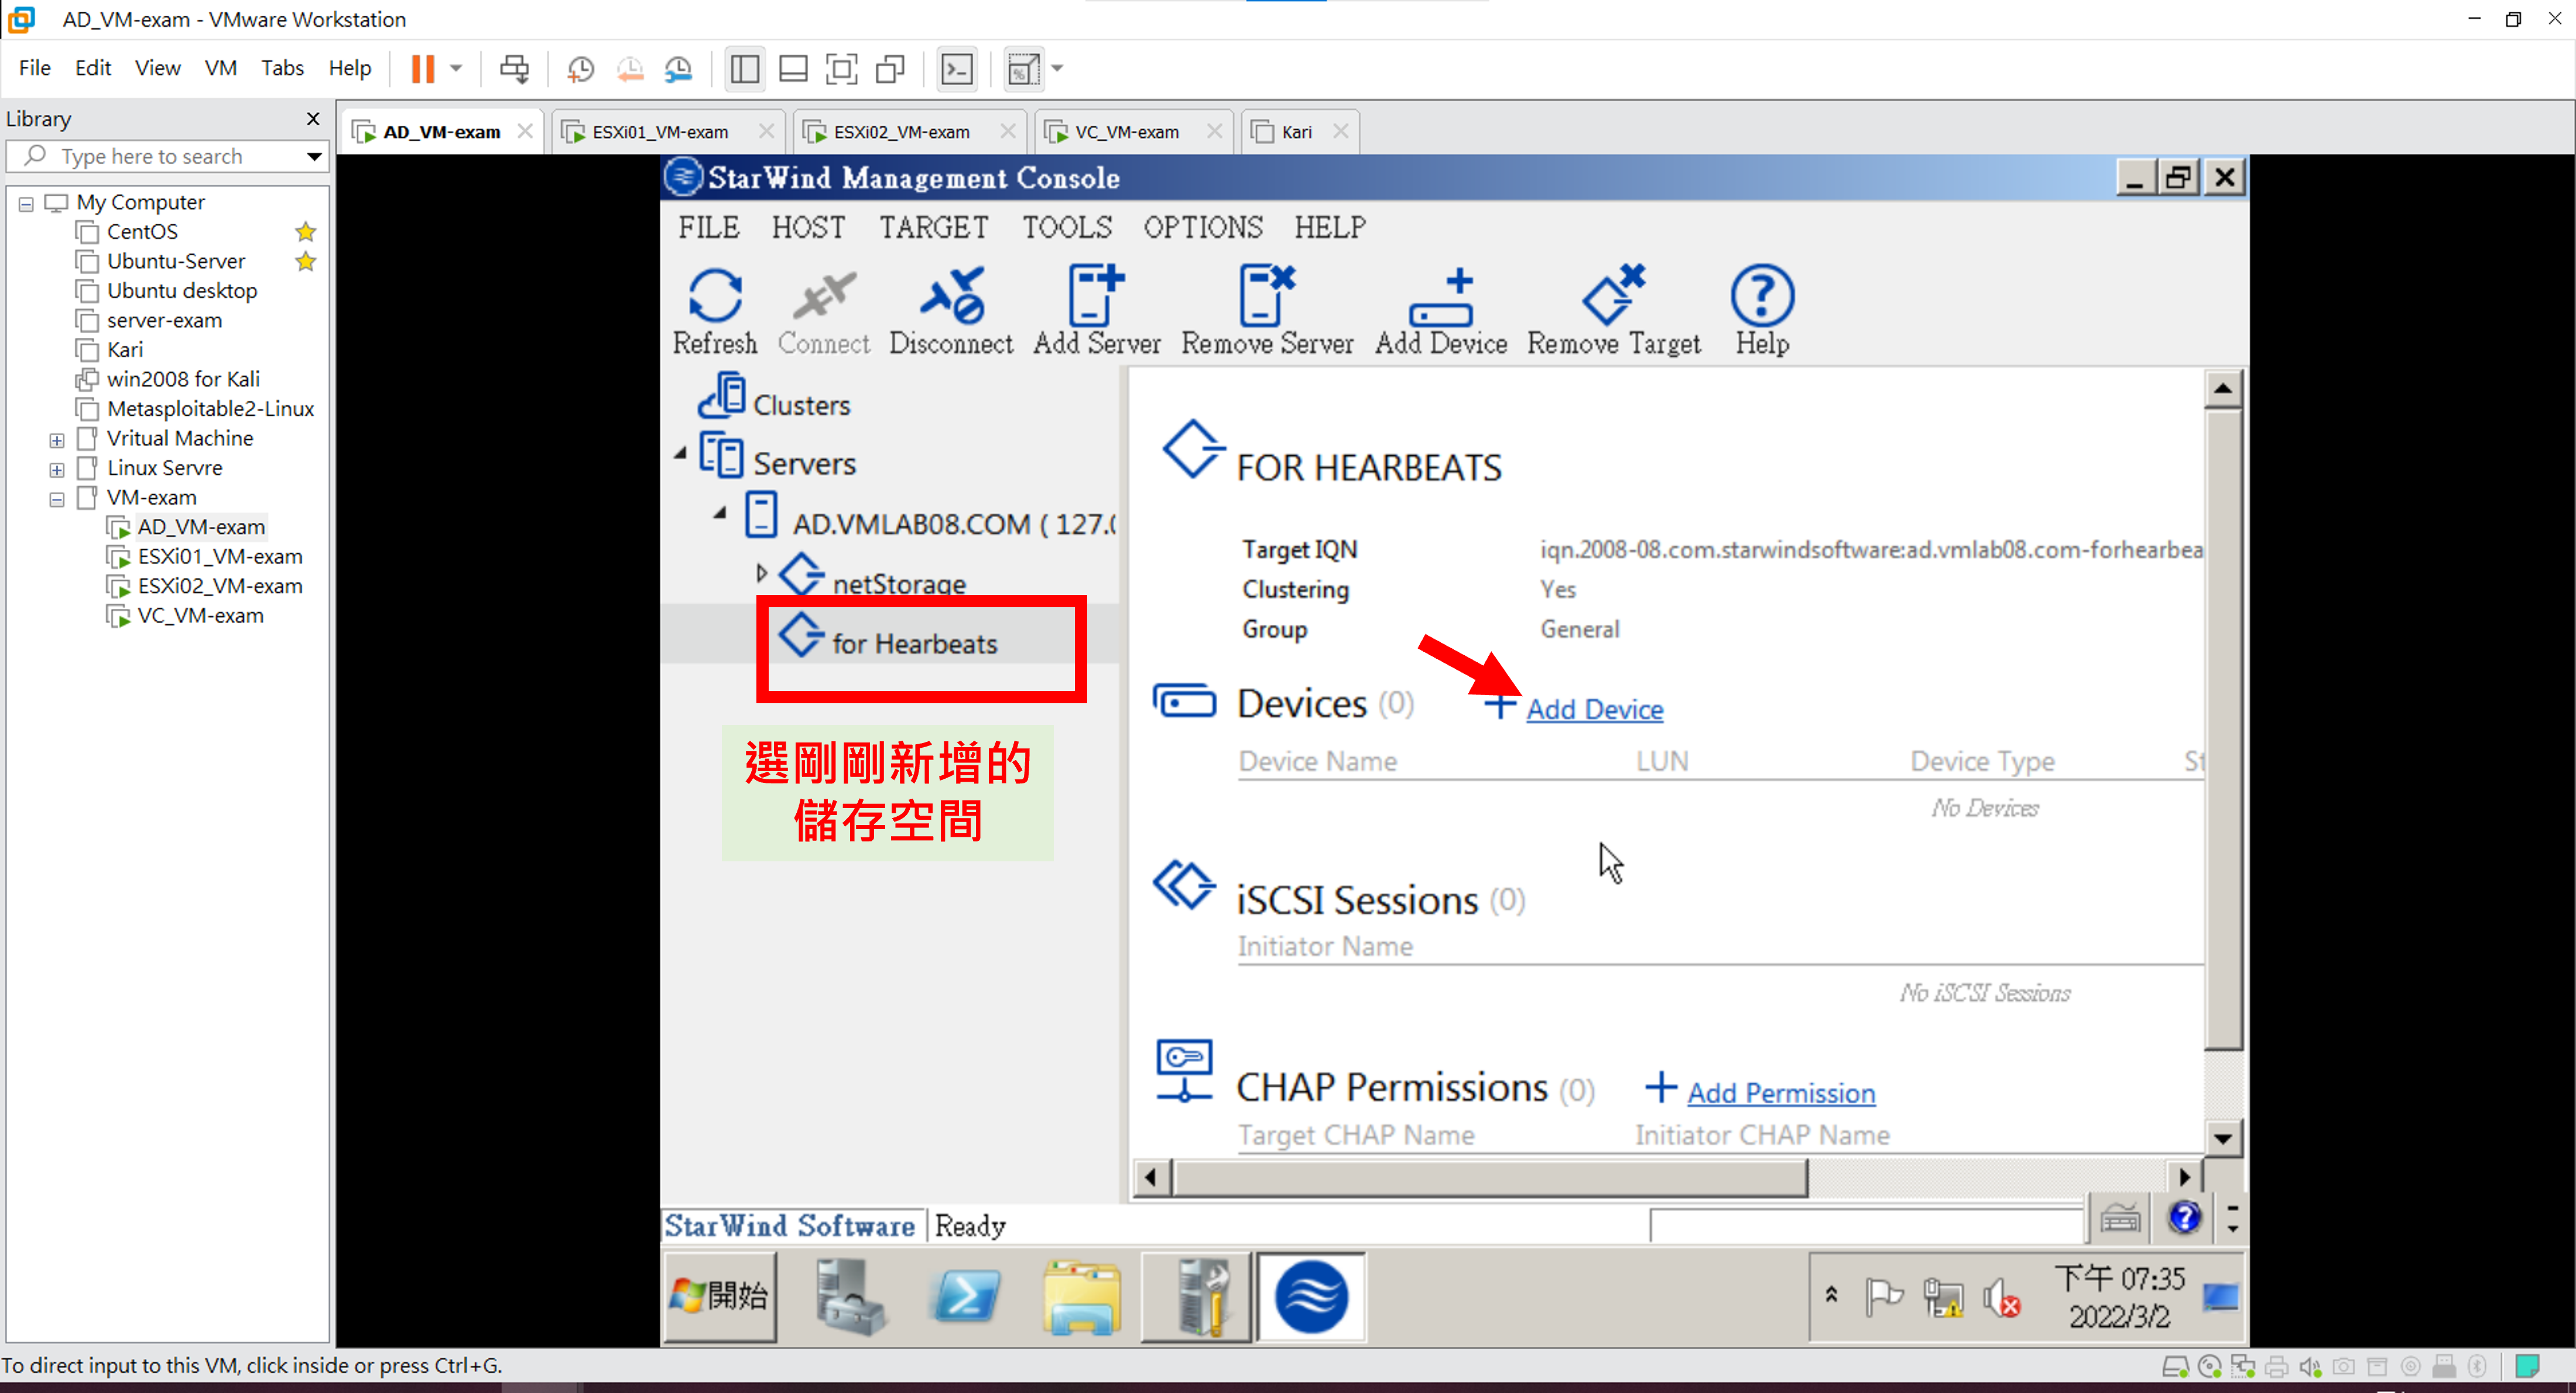 AD_VM-exam - VMware Workstation
File Edit View VM Tabs Help
Library
Type here to search
My Computer
CentOS
Ubuntu-Server
Ubuntu desktop
server-exam
Kari
win2008 for Kali
Metasploitable2-Linux
Vritual Machine
Linux Servre
VM-exam
AD_VM-exam
ESXi01_VM-exam
ESXi02_VM-exam
VC_VM-exam
AD_VM-exam ESXi01_VM-exam ESXi02_VM-exam VC_VM-exam Kari
StarWind Management Console
FILE HOST TARGET TOOLS OPTIONS HELP
Refresh Connect Disconnect Add Server Remove Server Add Device Remove Target Help
Clusters
Servers
AD.VMLAB08.COM ( 127.(
netStorage
for Hearbeats
選剛剛新增的
儲存空間
FOR HEARBEATS
Target IQN iqn.2008-08.com.starwindsoftware:ad.vmlab08.com-forhearbea
Clustering Yes
Group General
Devices (0) + Add Device
Device Name LUN Device Type St
No Devices
iSCSI Sessions (0)
Initiator Name
No iSCSI Sessions
CHAP Permissions (0) + Add Permission
Target CHAP Name Initiator CHAP Name
StarWind Software Ready
開始
下午 07:35
2022/3/2
To direct input to this VM, click inside or press Ctrl+G.